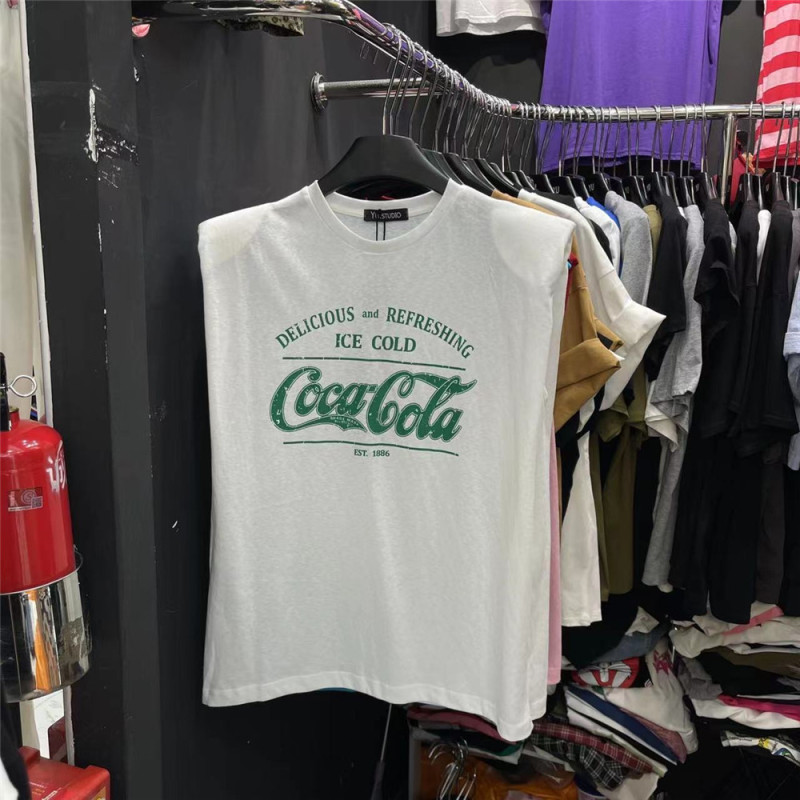 DELICIOUS and REFRESHING
ICE COLD
Coca-Cola
EST. 1886